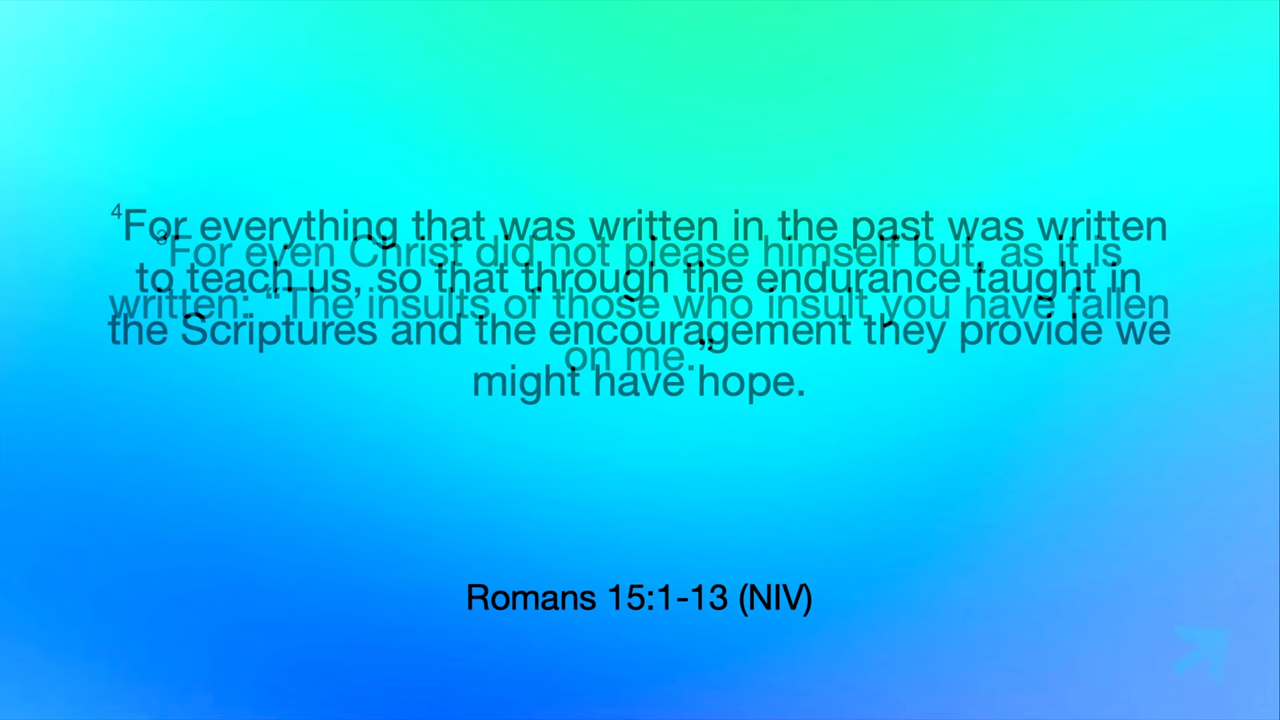 ⁴For everything that was written in the past was written
to teach us, so that through the endurance taught in
the Scriptures and the encouragement they provide we
might have hope.
³For even Christ did not please himself but, as it is
written: “The insults of those who insult you have fallen
on me.”
Romans 15:1-13 (NIV)